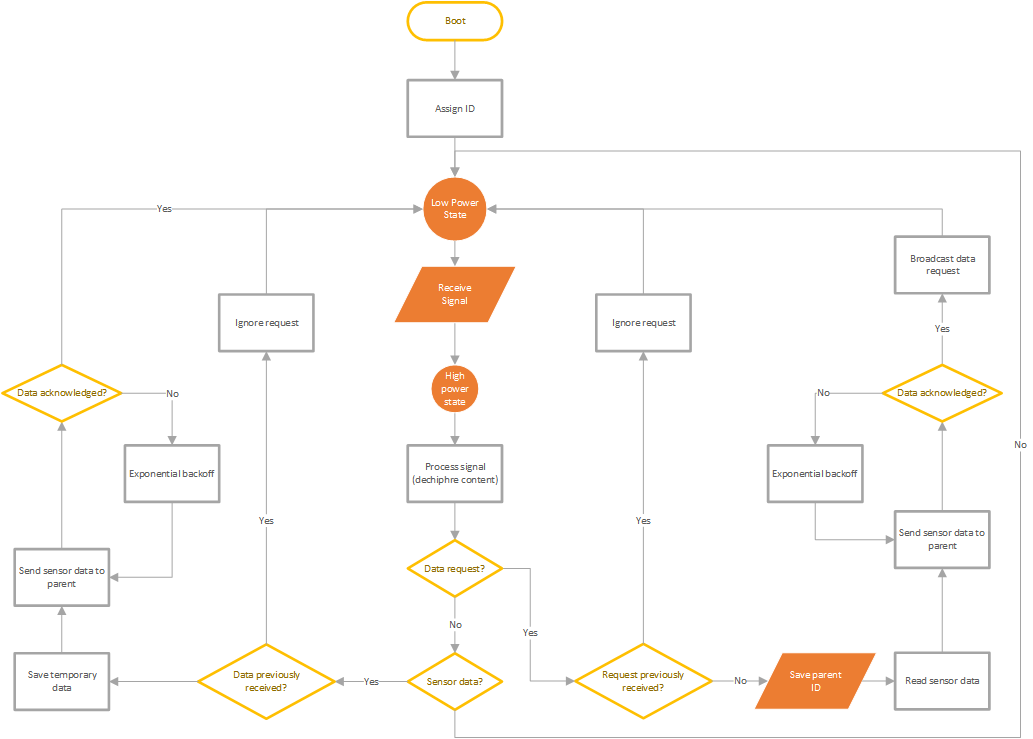 Boot
Assign ID
Low Power
State
Yes
Receive
Signal
Broadcast data
request
Ignore request
Ignore request
Yes
High
power
state
Data acknowledged?
No
Data acknowledged?
No
Exponential backoff
Process signal
(dechiphre content)
Exponential backoff
No
Yes
Yes
Send sensor data to
parent
Send sensor data to
parent
Data request?
No
Yes
Save temporary
data
Data previously
received?
Yes
Sensor data?
Request previously
received?
No
Save parent
ID
Read sensor data